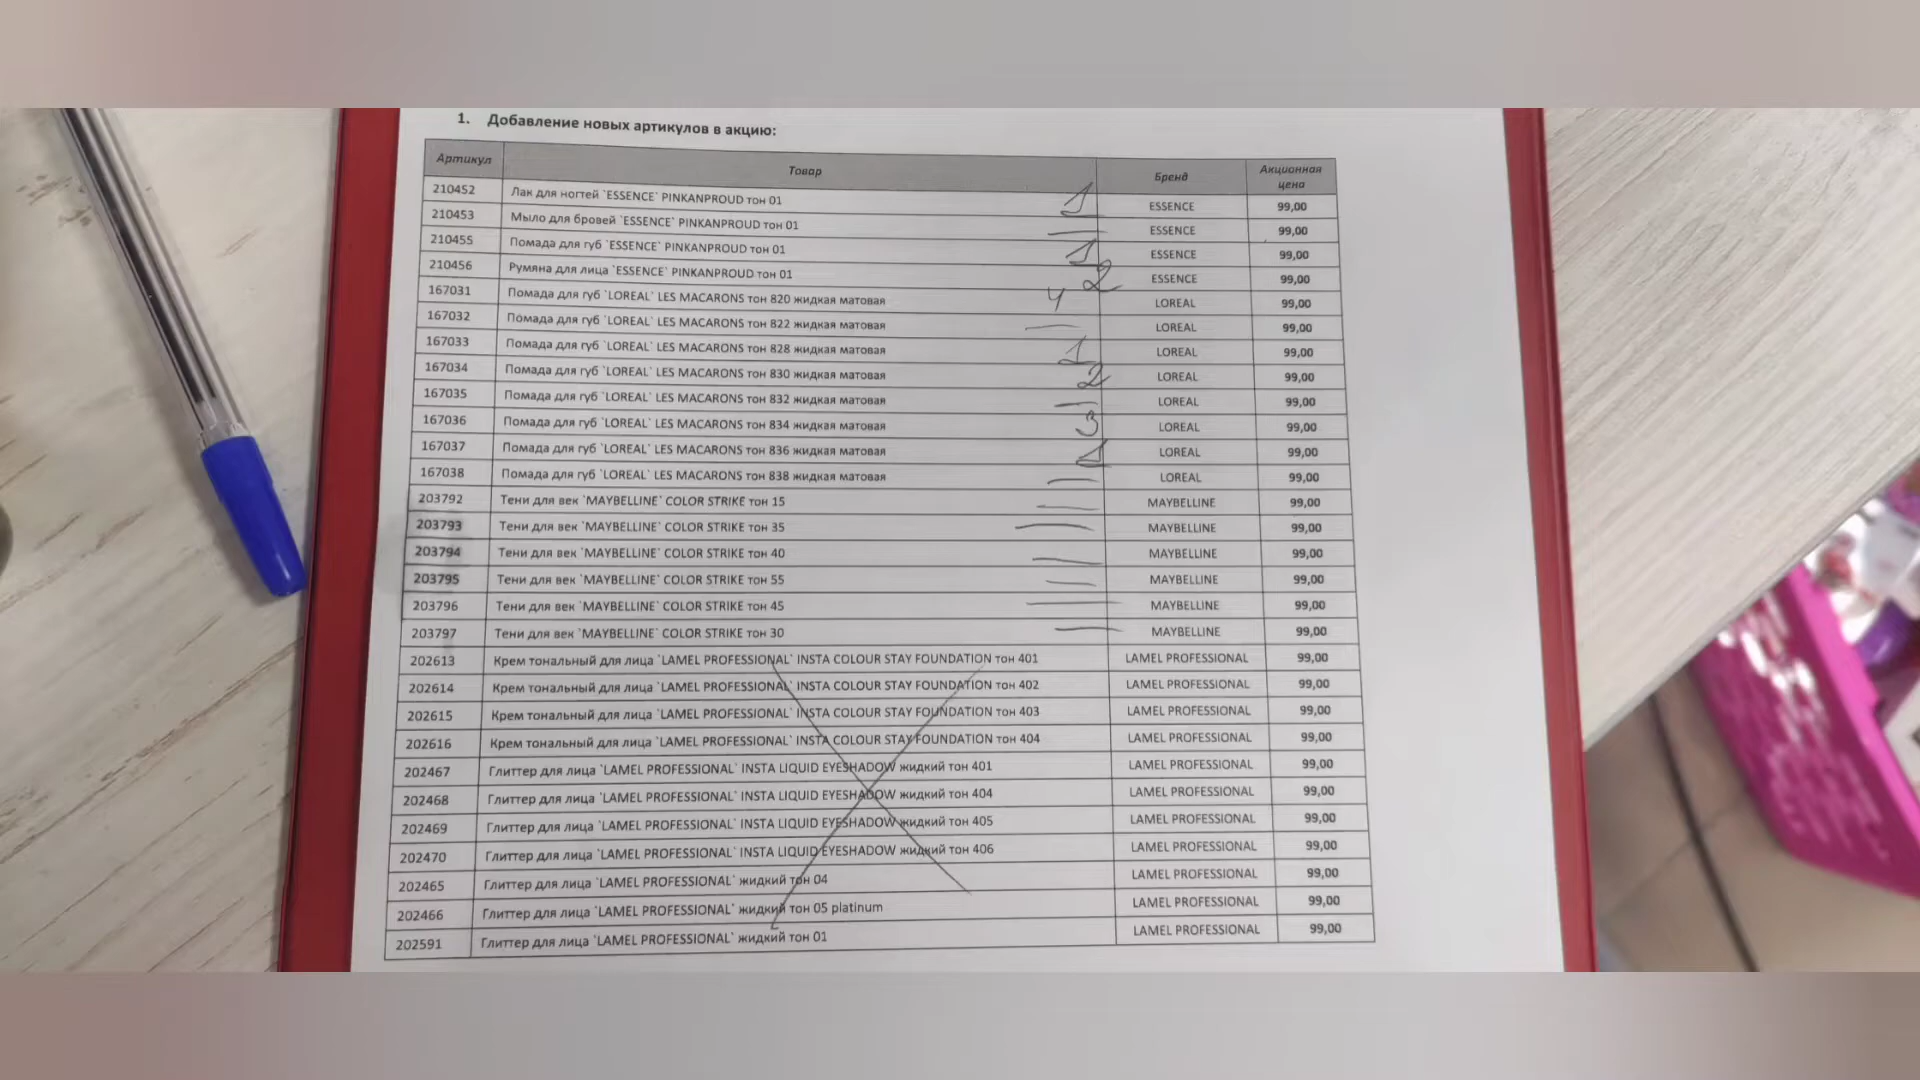 1. Добавление новых артикулов в акцию:
Артикул Товар Бренд Акционная цена
210452 Лак для ногтей `ESSENCE` PINKANPROUD тон 01 1 ESSENCE 99,00
210453 Мыло для бровей `ESSENCE` PINKANPROUD тон 01 — ESSENCE 99,00
210455 Помада для губ `ESSENCE` PINKANPROUD тон 01 1 ESSENCE 99,00
210456 Румяна для лица `ESSENCE` PINKANPROUD тон 01 2 ESSENCE 99,00
167031 Помада для губ `LOREAL` LES MACARONS тон 820 жидкая матовая 4 LOREAL 99,00
167032 Помада для губ `LOREAL` LES MACARONS тон 822 жидкая матовая — LOREAL 99,00
167033 Помада для губ `LOREAL` LES MACARONS тон 828 жидкая матовая 1 LOREAL 99,00
167034 Помада для губ `LOREAL` LES MACARONS тон 830 жидкая матовая 2 LOREAL 99,00
167035 Помада для губ `LOREAL` LES MACARONS тон 832 жидкая матовая — LOREAL 99,00
167036 Помада для губ `LOREAL` LES MACARONS тон 834 жидкая матовая 3 LOREAL 99,00
167037 Помада для губ `LOREAL` LES MACARONS тон 836 жидкая матовая 1 LOREAL 99,00
167038 Помада для губ `LOREAL` LES MACARONS тон 838 жидкая матовая — LOREAL 99,00
203792 Тени для век `MAYBELLINE` COLOR STRIKE тон 15 — MAYBELLINE 99,00
203793 Тени для век `MAYBELLINE` COLOR STRIKE тон 35 — MAYBELLINE 99,00
203794 Тени для век `MAYBELLINE` COLOR STRIKE тон 40 — MAYBELLINE 99,00
203795 Тени для век `MAYBELLINE` COLOR STRIKE тон 55 — MAYBELLINE 99,00
203796 Тени для век `MAYBELLINE` COLOR STRIKE тон 45 — MAYBELLINE 99,00
203797 Тени для век `MAYBELLINE` COLOR STRIKE тон 30 — MAYBELLINE 99,00
202613 Крем тональный для лица `LAMEL PROFESSIONAL` INSTA COLOUR STAY FOUNDATION тон 401 LAMEL PROFESSIONAL 99,00
202614 Крем тональный для лица `LAMEL PROFESSIONAL` INSTA COLOUR STAY FOUNDATION тон 402 LAMEL PROFESSIONAL 99,00
202615 Крем тональный для лица `LAMEL PROFESSIONAL` INSTA COLOUR STAY FOUNDATION тон 403 LAMEL PROFESSIONAL 99,00
202616 Крем тональный для лица `LAMEL PROFESSIONAL` INSTA COLOUR STAY FOUNDATION тон 404 LAMEL PROFESSIONAL 99,00
202467 Глиттер для лица `LAMEL PROFESSIONAL` INSTA LIQUID EYESHADOW жидкий тон 401 LAMEL PROFESSIONAL 99,00
202468 Глиттер для лица `LAMEL PROFESSIONAL` INSTA LIQUID EYESHADOW жидкий тон 404 LAMEL PROFESSIONAL 99,00
202469 Глиттер для лица `LAMEL PROFESSIONAL` INSTA LIQUID EYESHADOW жидкий тон 405 LAMEL PROFESSIONAL 99,00
202470 Глиттер для лица `LAMEL PROFESSIONAL` INSTA LIQUID EYESHADOW жидкий тон 406 LAMEL PROFESSIONAL 99,00
202465 Глиттер для лица `LAMEL PROFESSIONAL` жидкий тон 04 LAMEL PROFESSIONAL 99,00
202466 Глиттер для лица `LAMEL PROFESSIONAL` жидкий тон 05 platinum LAMEL PROFESSIONAL 99,00
202591 Глиттер для лица `LAMEL PROFESSIONAL` жидкий тон 01 LAMEL PROFESSIONAL 99,00